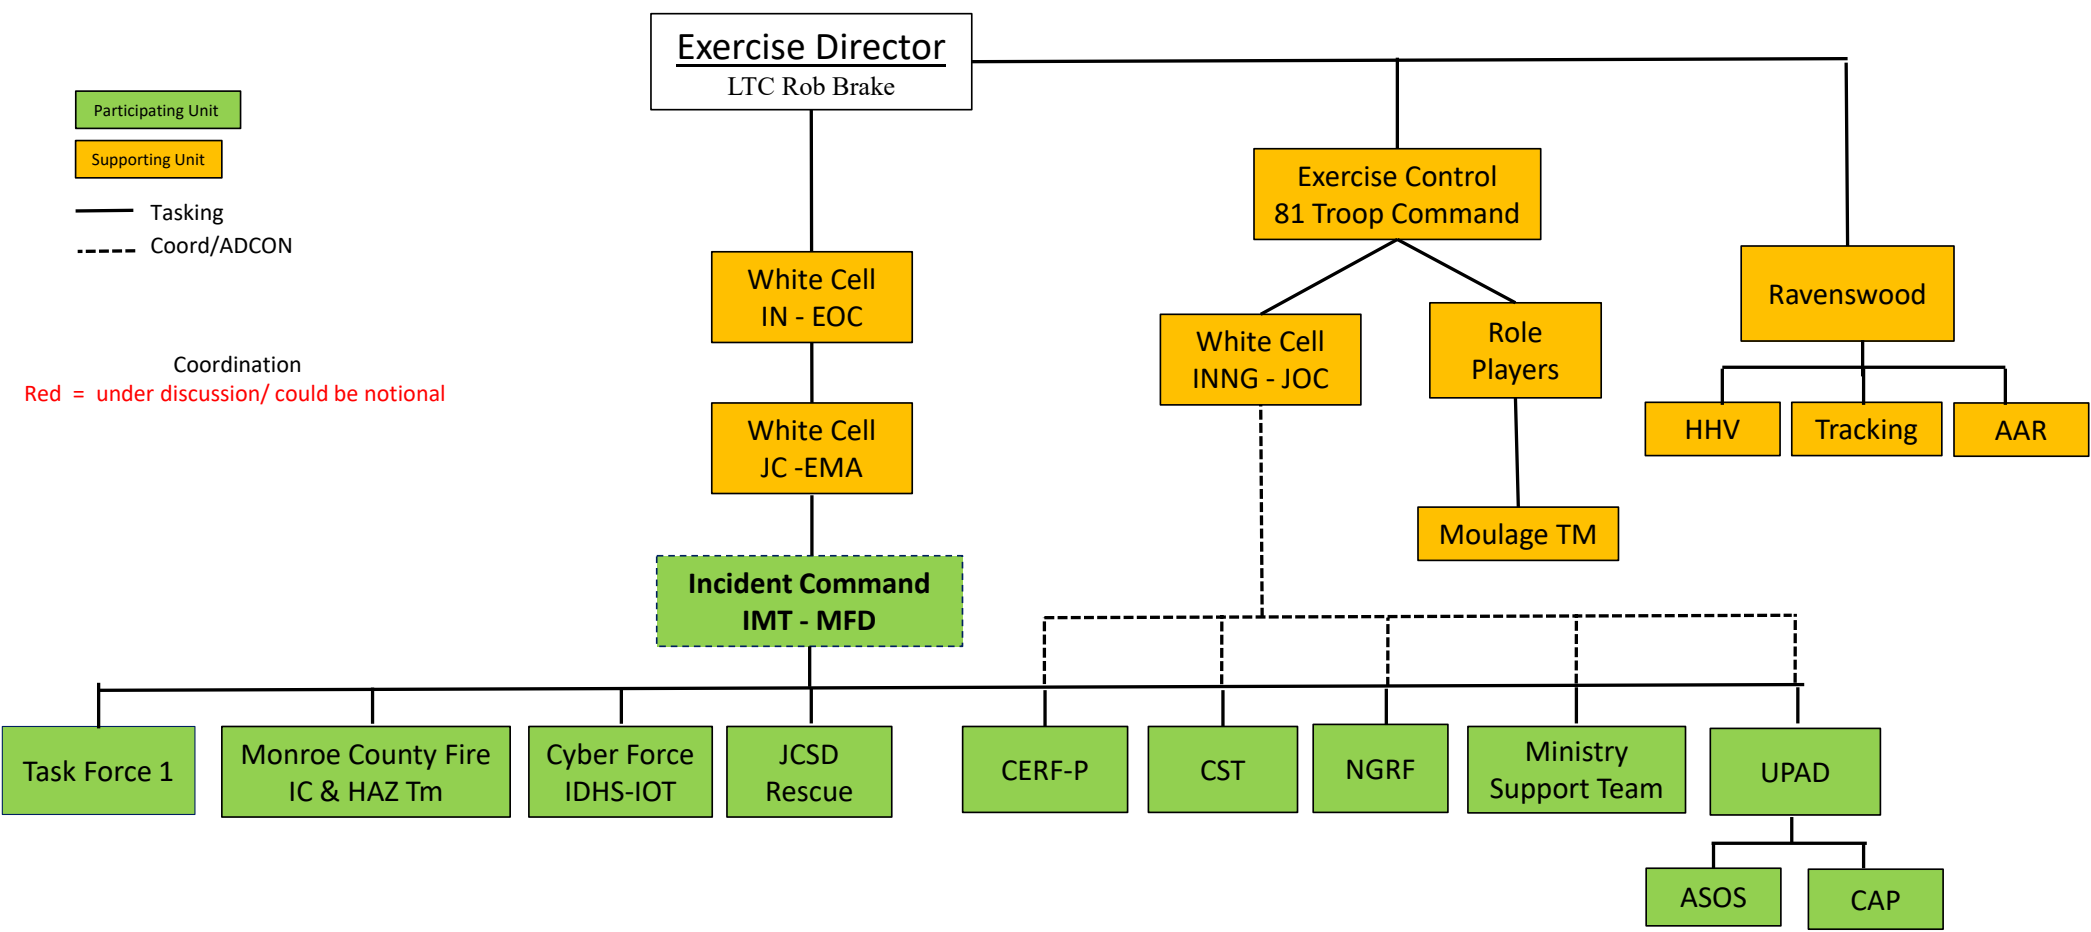 Exercise Director
LTC Rob Brake
Participating Unit
Supporting Unit
Tasking
Coord/ADCON
Coordination
Red = under discussion/ could be notional
Exercise Control
81 Troop Command
White Cell
IN - EOC
Ravenswood
White Cell
INNG - JOC
Role
Players
White Cell
JC -EMA
HHV
Tracking
AAR
Moulage TM
Incident Command
IMT - MFD
Task Force 1
Monroe County Fire
IC & HAZ Tm
Cyber Force
IDHS-IOT
JCSD
Rescue
CERF-P
CST
NGRF
Ministry
Support Team
UPAD
ASOS
CAP